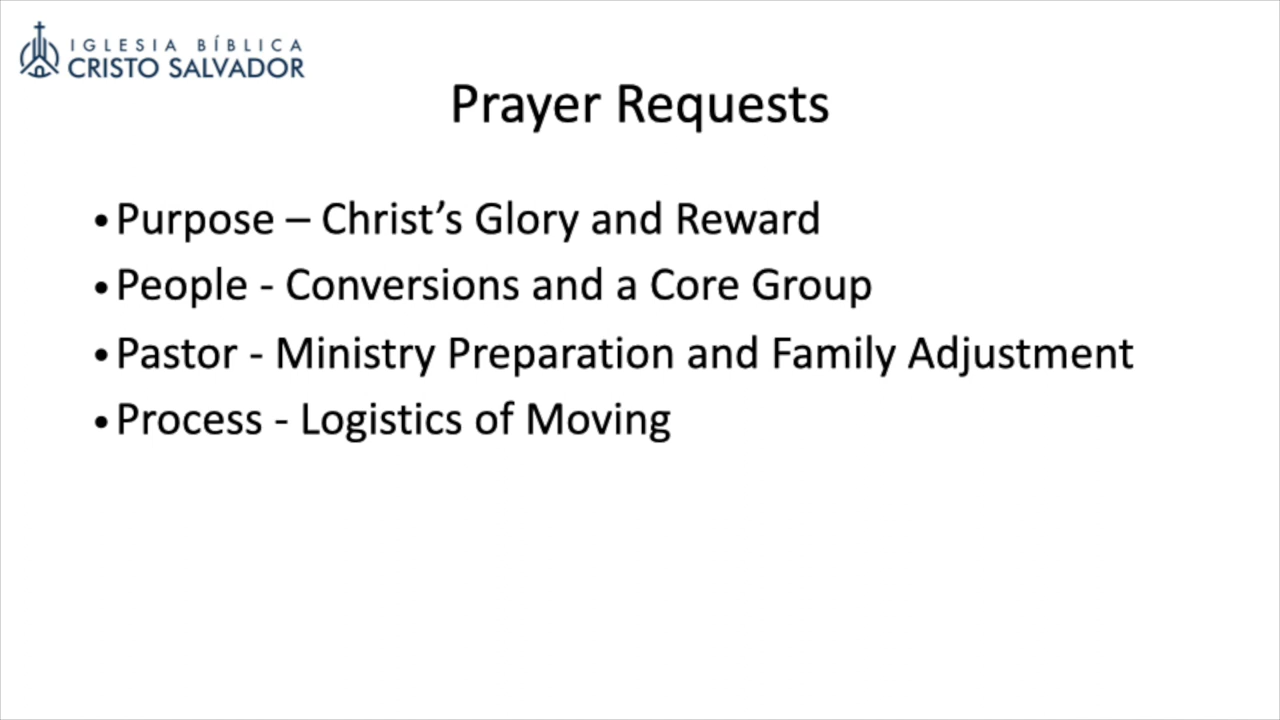 IGLESIA BÍBLICA
CRISTO SALVADOR
Prayer Requests
•Purpose – Christ’s Glory and Reward
•People - Conversions and a Core Group
•Pastor - Ministry Preparation and Family Adjustment
•Process - Logistics of Moving